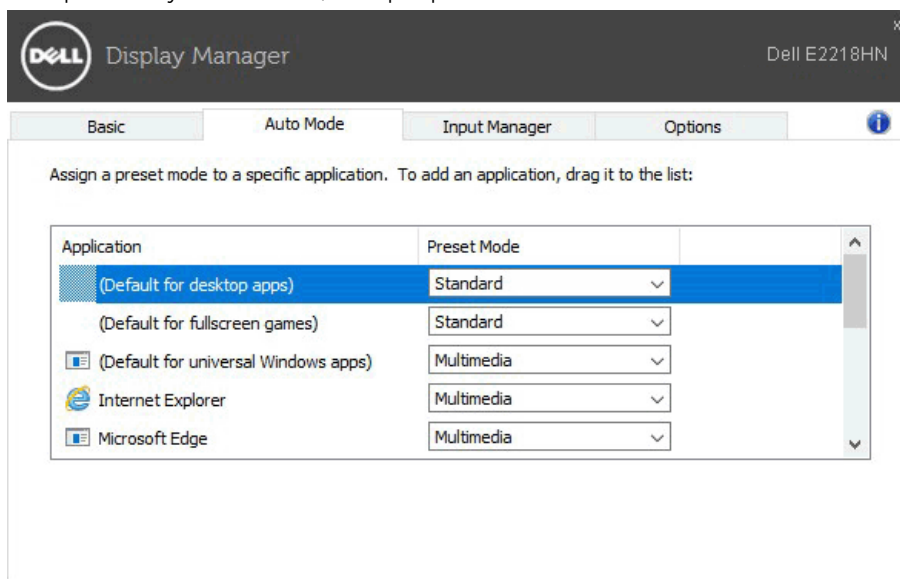 DELL
Display Manager
Dell E2218HN
Basic
Auto Mode
Input Manager
Options
Assign a preset mode to a specific application. To add an application, drag it to the list:
Application
Preset Mode
(Default for desktop apps)
Standard
(Default for fullscreen games)
Standard
(Default for universal Windows apps)
Multimedia
Internet Explorer
Multimedia
Microsoft Edge
Multimedia